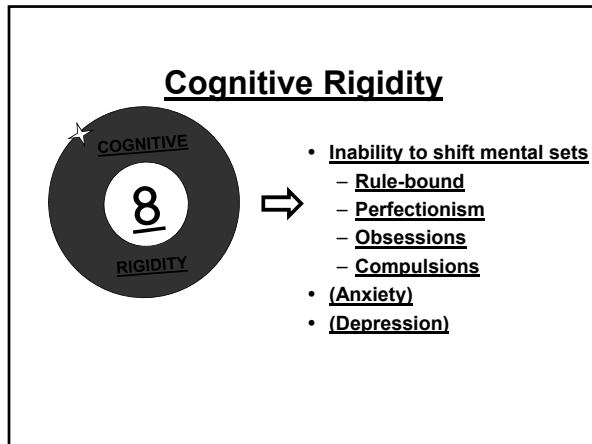 Cognitive Rigidity
COGNITIVE
8
RIGIDITY
• Inability to shift mental sets
– Rule-bound
– Perfectionism
– Obsessions
– Compulsions
• (Anxiety)
• (Depression)